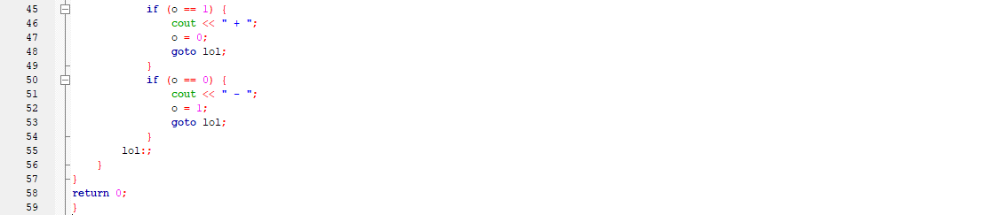 45 if (o == 1) {
46 cout << " + ";
47 o = 0;
48 goto lol;
49 }
50 if (o == 0) {
51 cout << " - ";
52 o = 1;
53 goto lol;
54 }
55 lol:;
56 }
57 }
58 return 0;
59 }